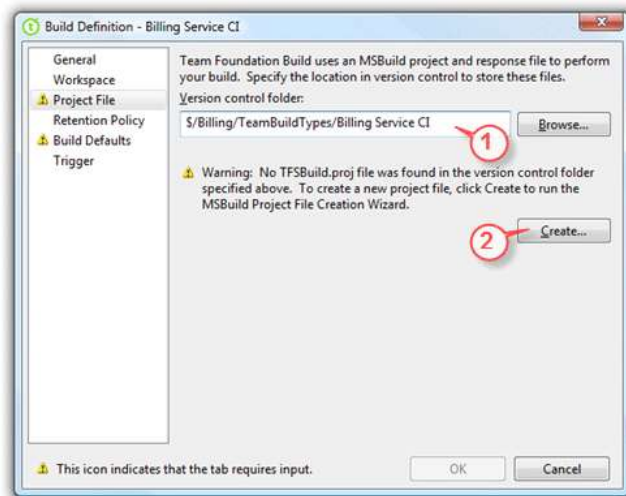 Build Definition - Billing Service CI
General
Workspace
Project File
Retention Policy
Build Defaults
Trigger
Team Foundation Build uses an MSBuild project and response file to perform
your build. Specify the location in version control to store these files.
Version control folder:
$/Billing/TeamBuildTypes/Billing Service CI
1
Browse...
Warning: No TFSBuild.proj file was found in the version control folder
specified above. To create a new project file, click Create to run the
MSBuild Project File Creation Wizard.
2
Create...
This icon indicates that the tab requires input.
OK
Cancel